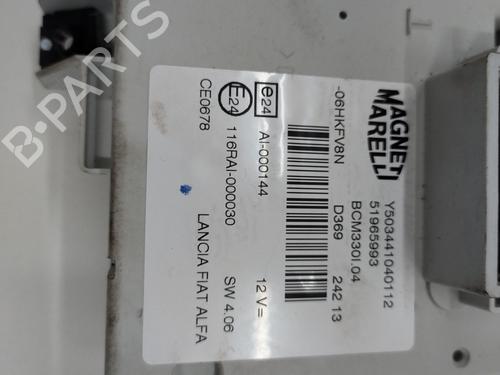 MAGNETI
MARELLI
Y503441040112
51965993
BCM330I.04
-06HKFV8N D369 242 13
e24 AI-000144 12 V=
E24 116RAI-000030 SW 4.06
CE0678 LANCIA FIAT ALFA
B-PARTS